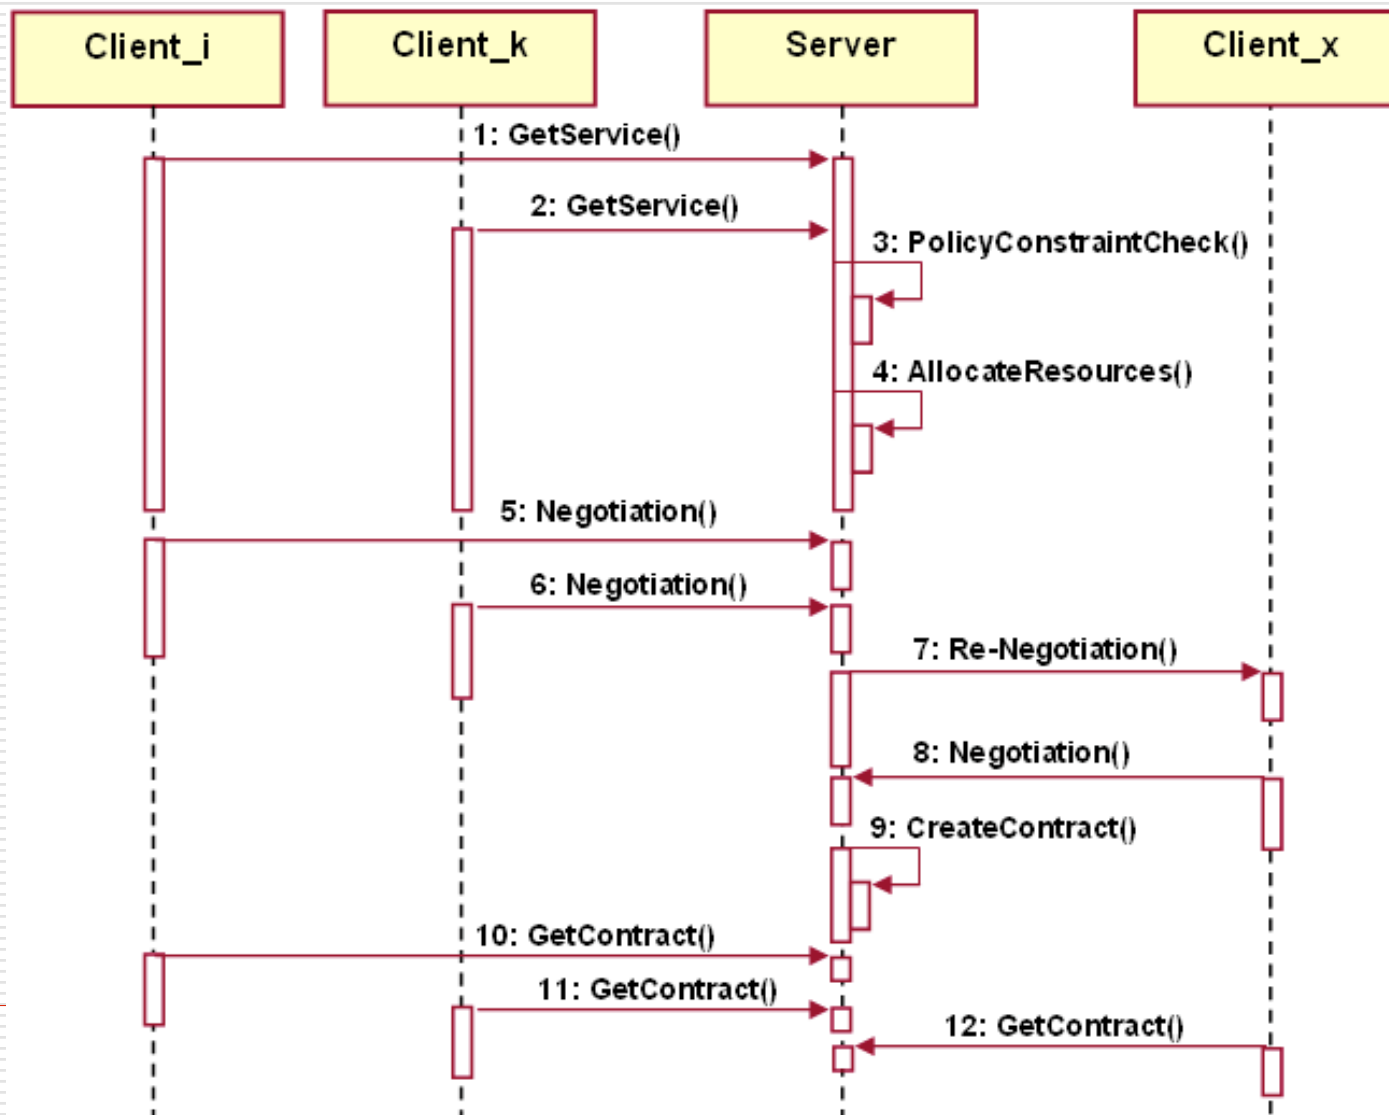 Client_i
Client_k
Server
Client_x
1: GetService()
2: GetService()
3: PolicyConstraintCheck()
4: AllocateResources()
5: Negotiation()
6: Negotiation()
7: Re-Negotiation()
8: Negotiation()
9: CreateContract()
10: GetContract()
11: GetContract()
12: GetContract()